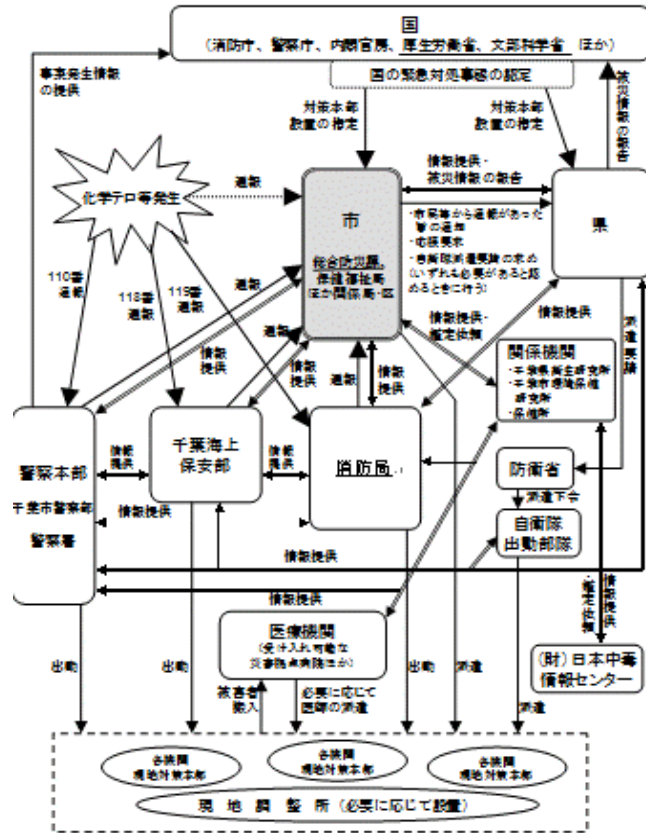 国
(消防庁、警察庁、内閣官房、厚生労働省、文部科学省 ほか)
国の緊急対処事態の認定
事案発生情報
の提供
対策本部
設置の指定
対策本部
設置の指定
被災情報の報告
化学テロ等発生
通報
市
総合防災課、
保健福祉局
ほか関係局・区
情報提供・
被災情報の報告
・市民等から通報があった
旨の通知
・応援要求
・自衛隊派遣要請の求め
(いずれも必要があると認
めるときに行う)
県
110番
通報
118番
通報
119番
通報
通報
情報
提供
通報
情報
提供
通報
情報
提供
情報提供・
鑑定依頼
情報提供
派遣要請
関係機関
・千葉県衛生研究所
・千葉市環境保健
研究所
・保健所
警察本部
千葉市警察部
警察署
情報
提供
千葉海上
保安部
情報
提供
消防局
防衛省
派遣下令
自衛隊
出動部隊
情報提供
情報提供
情報提供
情報提供
・鑑定依頼
医療機関
(受け入れ可能な
災害拠点病院ほか)
(財)日本中毒
情報センター
出動
出動
被害者
搬入
必要に応じて
医師の派遣
出動
派遣
派遣
各機関
現地対策本部
各機関
現地対策本部
各機関
現地対策本部
現 地 調 整 所 (必要に応じて設置)